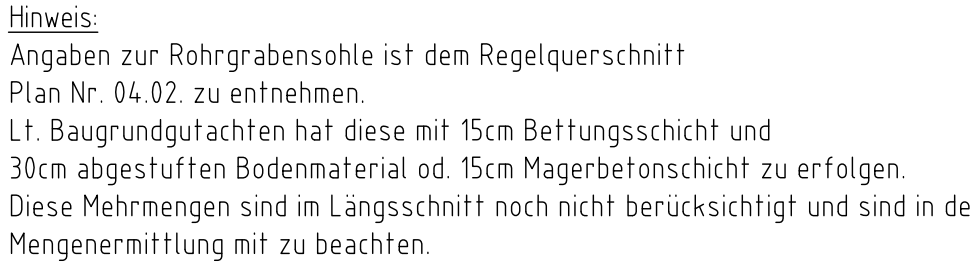 Hinweis:
Angaben zur Rohrgrabensohle ist dem Regelquerschnitt
Plan Nr. 04.02. zu entnehmen.
Lt. Baugrundgutachten hat diese mit 15cm Bettungsschicht und
30cm abgestuften Bodenmaterial od. 15cm Magerbetonschicht zu erfolgen.
Diese Mehrmengen sind im Längsschnitt noch nicht berücksichtigt und sind in de
Mengenermittlung mit zu beachten.